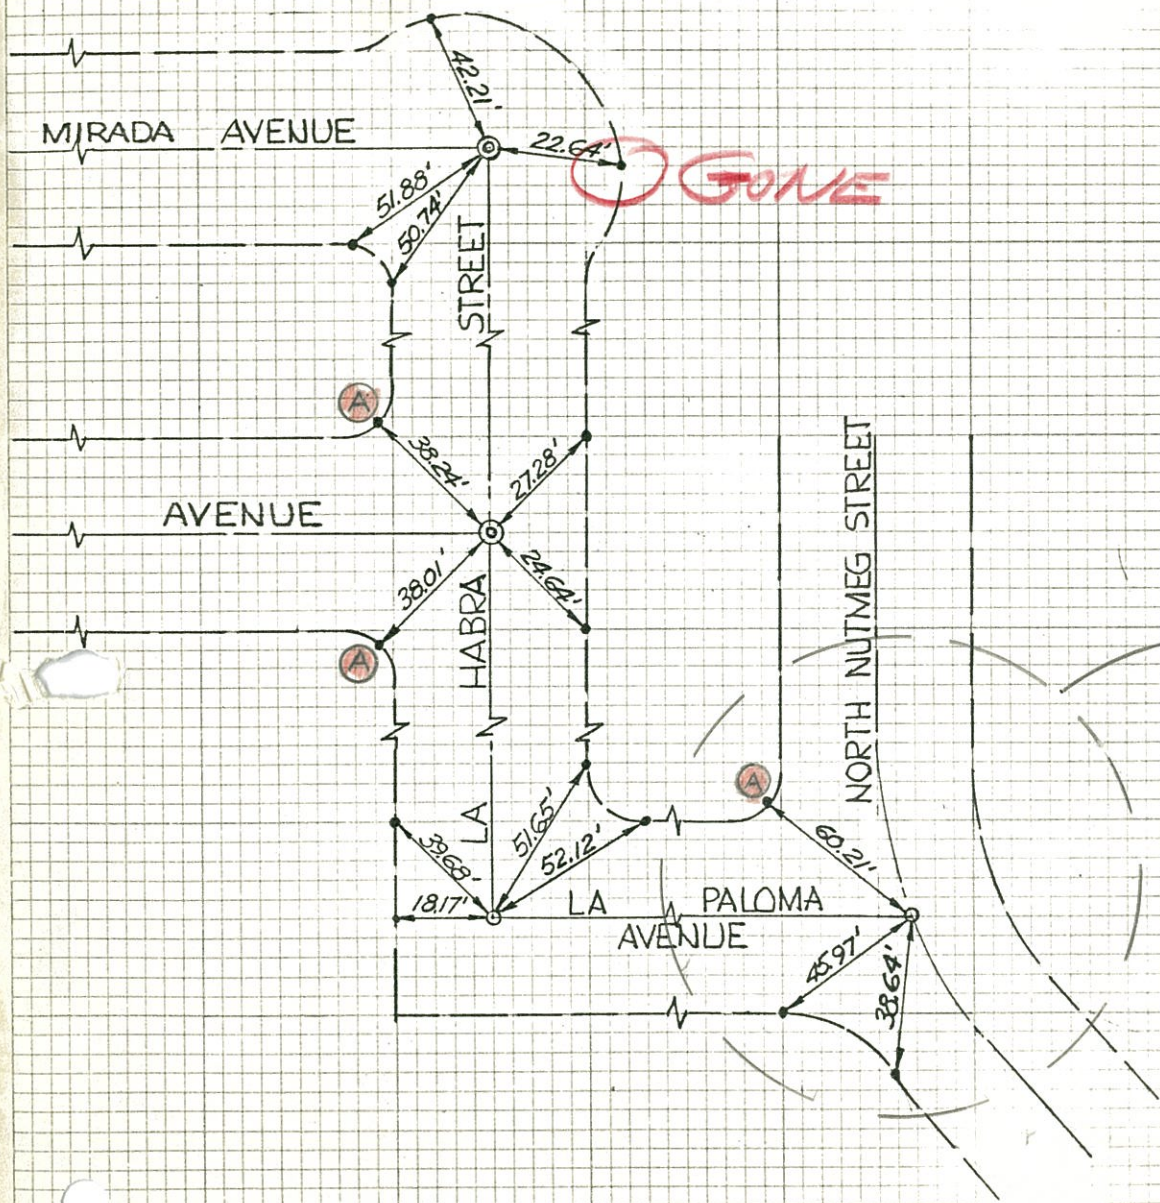 42.21'
MIRADA AVENUE
22.64'
GONE
51.88'
50.74'
STREET
A
38.24'
27.28'
AVENUE
NORTH NUTMEG STREET
38.01'
24.64'
HABRA
A
A
LA
51.65'
52.12'
39.68'
60.21'
18.17'
LA PALOMA
AVENUE
45.97'
38.64'